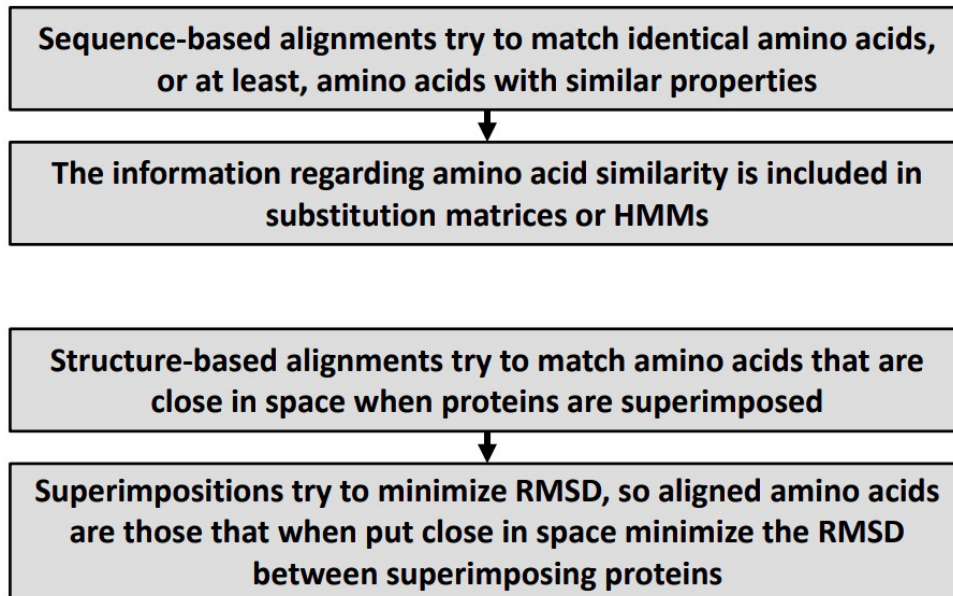 Sequence-based alignments try to match identical amino acids,
or at least, amino acids with similar properties
The information regarding amino acid similarity is included in
substitution matrices or HMMs
Structure-based alignments try to match amino acids that are
close in space when proteins are superimposed
Superimpositions try to minimize RMSD, so aligned amino acids
are those that when put close in space minimize the RMSD
between superimposing proteins